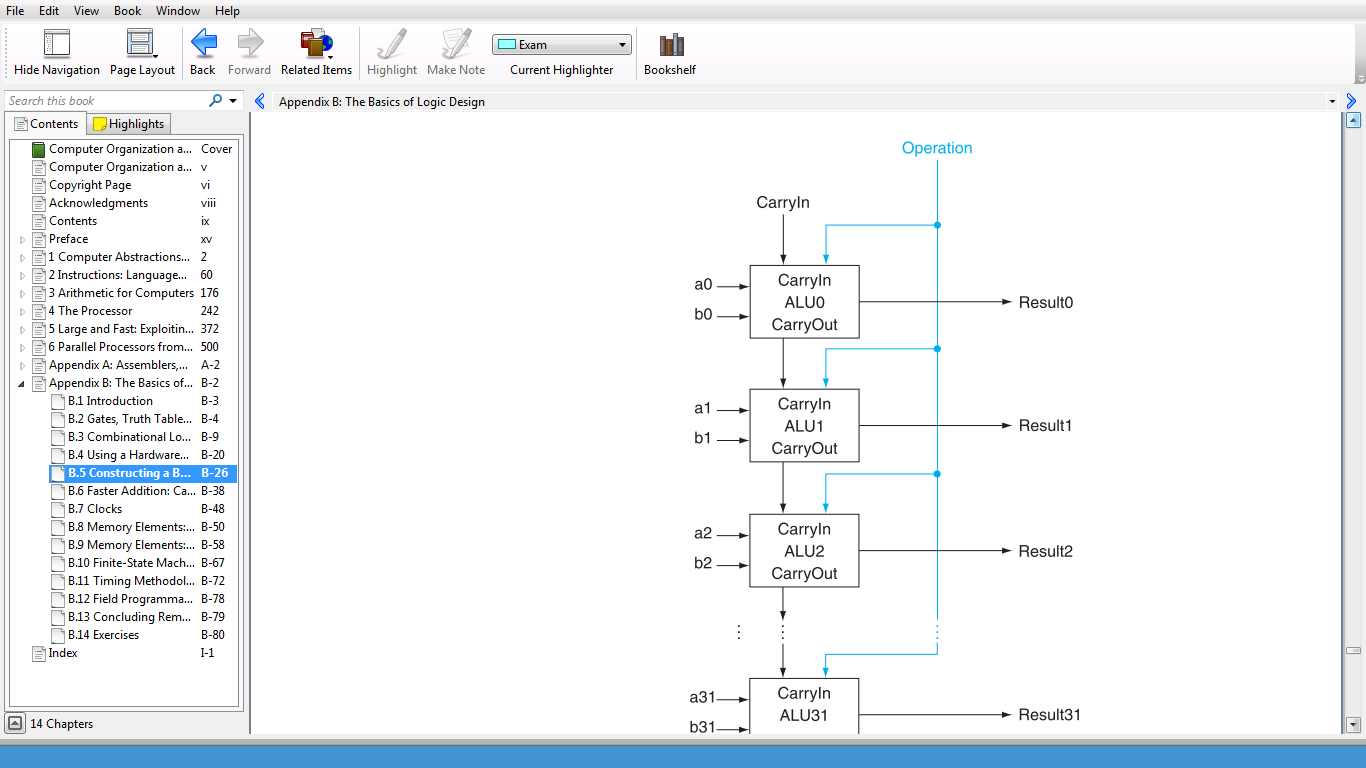 File Edit View Book Window Help
Hide Navigation Page Layout Back Forward Related Items Highlight Make Note Exam Current Highlighter Bookshelf
Search this book
Appendix B: The Basics of Logic Design
Contents Highlights
Computer Organization a... Cover
Computer Organization a... v
Copyright Page vi
Acknowledgments viii
Contents ix
Preface xv
1 Computer Abstractions... 2
2 Instructions: Language... 60
3 Arithmetic for Computers 176
4 The Processor 242
5 Large and Fast: Exploitin... 372
6 Parallel Processors from... 500
Appendix A: Assemblers,... A-2
Appendix B: The Basics of... B-2
B.1 Introduction B-3
B.2 Gates, Truth Table... B-4
B.3 Combinational Lo... B-9
B.4 Using a Hardware... B-20
B.5 Constructing a B... B-26
B.6 Faster Addition: Ca... B-38
B.7 Clocks B-48
B.8 Memory Elements:... B-50
B.9 Memory Elements:... B-58
B.10 Finite-State Mach... B-67
B.11 Timing Methodol... B-72
B.12 Field Programma... B-78
B.13 Concluding Rem... B-79
B.14 Exercises B-80
Index I-1
14 Chapters
Operation
CarryIn
a0
b0
CarryIn
ALU0
CarryOut
Result0
a1
b1
CarryIn
ALU1
CarryOut
Result1
a2
b2
CarryIn
ALU2
CarryOut
Result2
a31
b31
CarryIn
ALU31
Result31